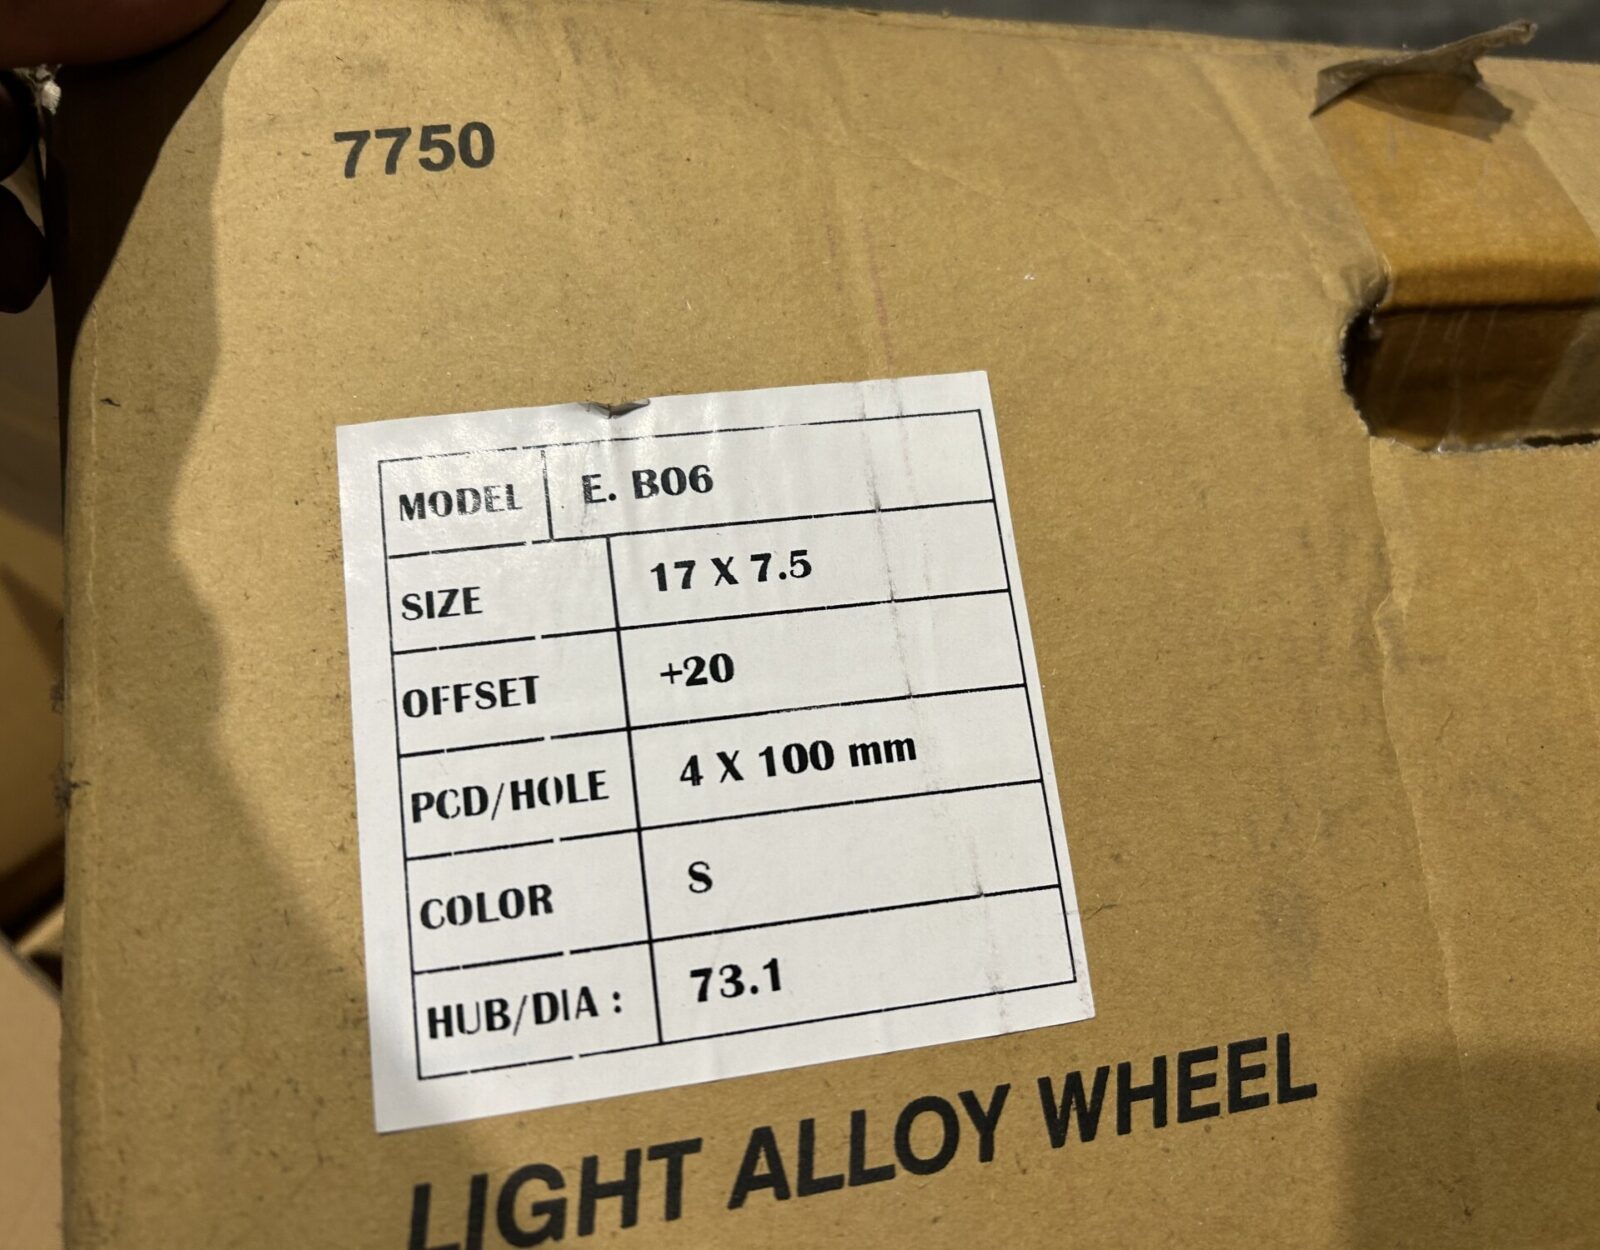 7750
MODEL E. B06
SIZE 17 X 7.5
OFFSET +20
PCD/HOLE 4 X 100 mm
COLOR S
HUB/DIA : 73.1
LIGHT ALLOY WHEEL